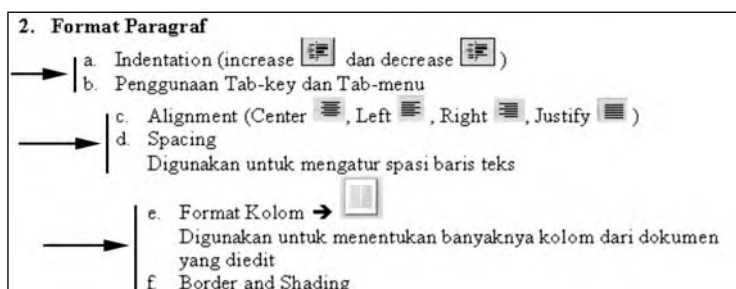 2. Format Paragraf
a. Indentation (increase dan decrease )
b. Penggunaan Tab-key dan Tab-menu
c. Alignment (Center , Left , Right , Justify )
d. Spacing
Digunakan untuk mengatur spasi baris teks
e. Format Kolom ➔
Digunakan untuk menentukan banyaknya kolom dari dokumen
yang diedit
f. Border and Shading